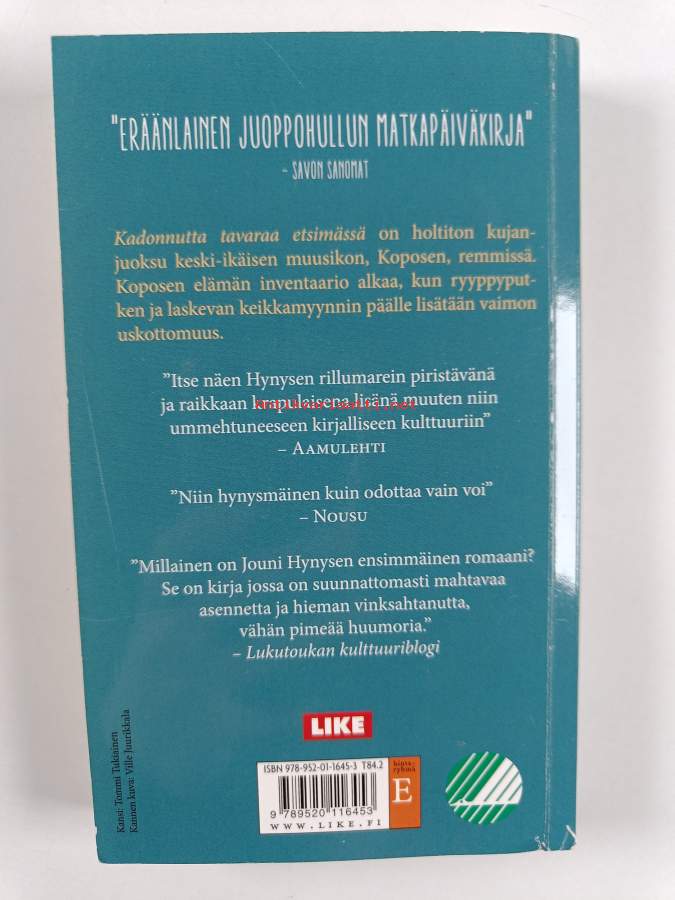 "ERÄÄNLAINEN JUOPPOHULLUN MATKAPÄIVÄKIRJA"
- SAVON SANOMAT
Kadonnutta tavaraa etsimässä on holtiton kujan-
juoksu keski-ikäisen muusikon, Koposen, remmissä.
Koposen elämän inventaario alkaa, kun ryyppyput-
ken ja laskevan keikkamyynnin päälle lisätään vaimon
uskottomuus.
"Itse näen Hynysen rillumarein piristävänä
ja raikkaan krapulaisena lisänä muuten niin
ummehtuneeseen kirjalliseen kulttuuriin"
– AAMULEHTI
"Niin hynysmäinen kuin odottaa vain voi"
– NOUSU
"Millainen on Jouni Hynysen ensimmäinen romaani?
Se on kirja jossa on suunnattomasti mahtavaa
asennetta ja hieman vinksahtanutta,
vähän pimeää huumoria."
– Lukutoukan kulttuuriblogi
Kansi: Tommi Tukiainen
Kannen kuva: Ville Juurikkala
LIKE
ISBN 978-952-01-1645-3 T84.2
9 789520 116453
WWW.LIKE.FI
hinta-
ryhmä
E